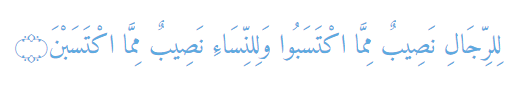 لِلرِّجَالِ نَصِيبٌ مِمَّا اكْتَسَبُوا وَلِلنِّسَاءِ نَصِيبٌ مِمَّا اكْتَسَبْنَ